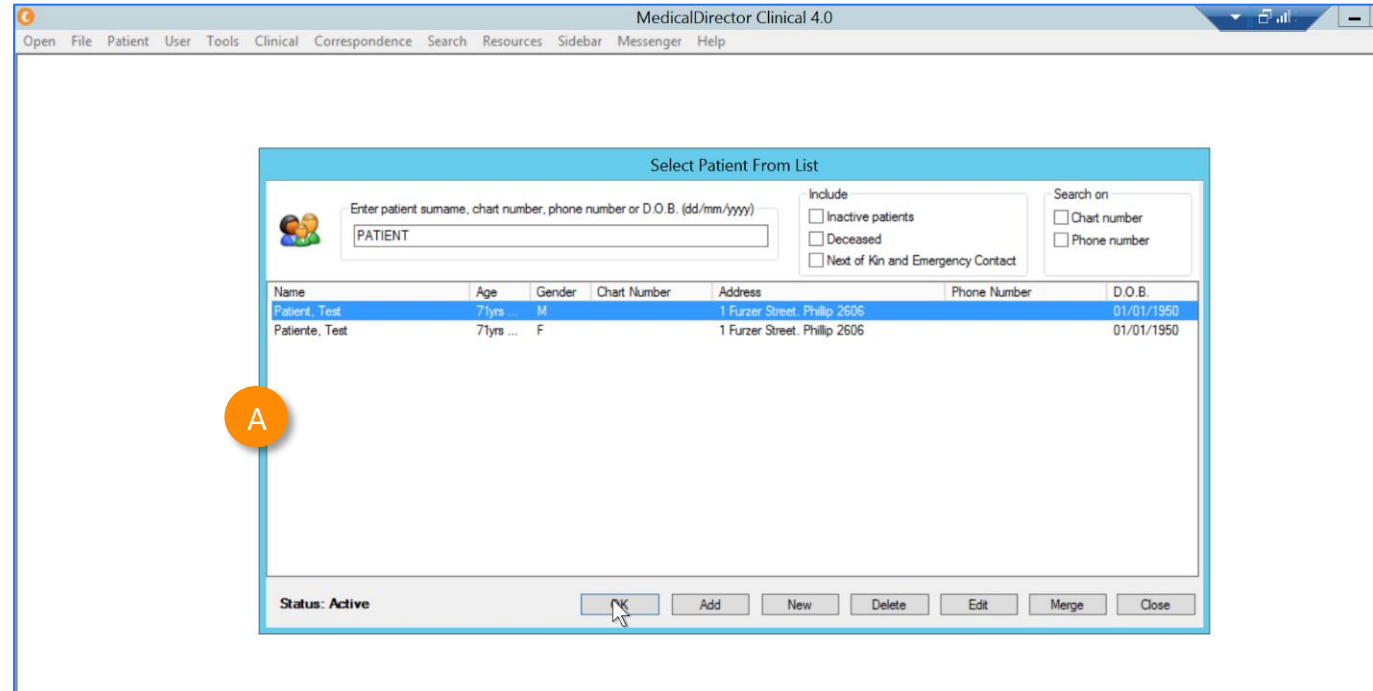 MedicalDirector Clinical 4.0
Open File Patient User Tools Clinical Correspondence Search Resources Sidebar Messenger Help
Select Patient From List
Enter patient surname, chart number, phone number or D.O.B. (dd/mm/yyyy)
PATIENT
Include
Inactive patients
Deceased
Next of Kin and Emergency Contact
Search on
Chart number
Phone number
Name Age Gender Chart Number Address Phone Number D.O.B.
Patient, Test 71yrs ... M 1 Furzer Street. Phillip 2606 01/01/1950
Patiente, Test 71yrs ... F 1 Furzer Street. Phillip 2606 01/01/1950
A
Status: Active OK Add New Delete Edit Merge Close